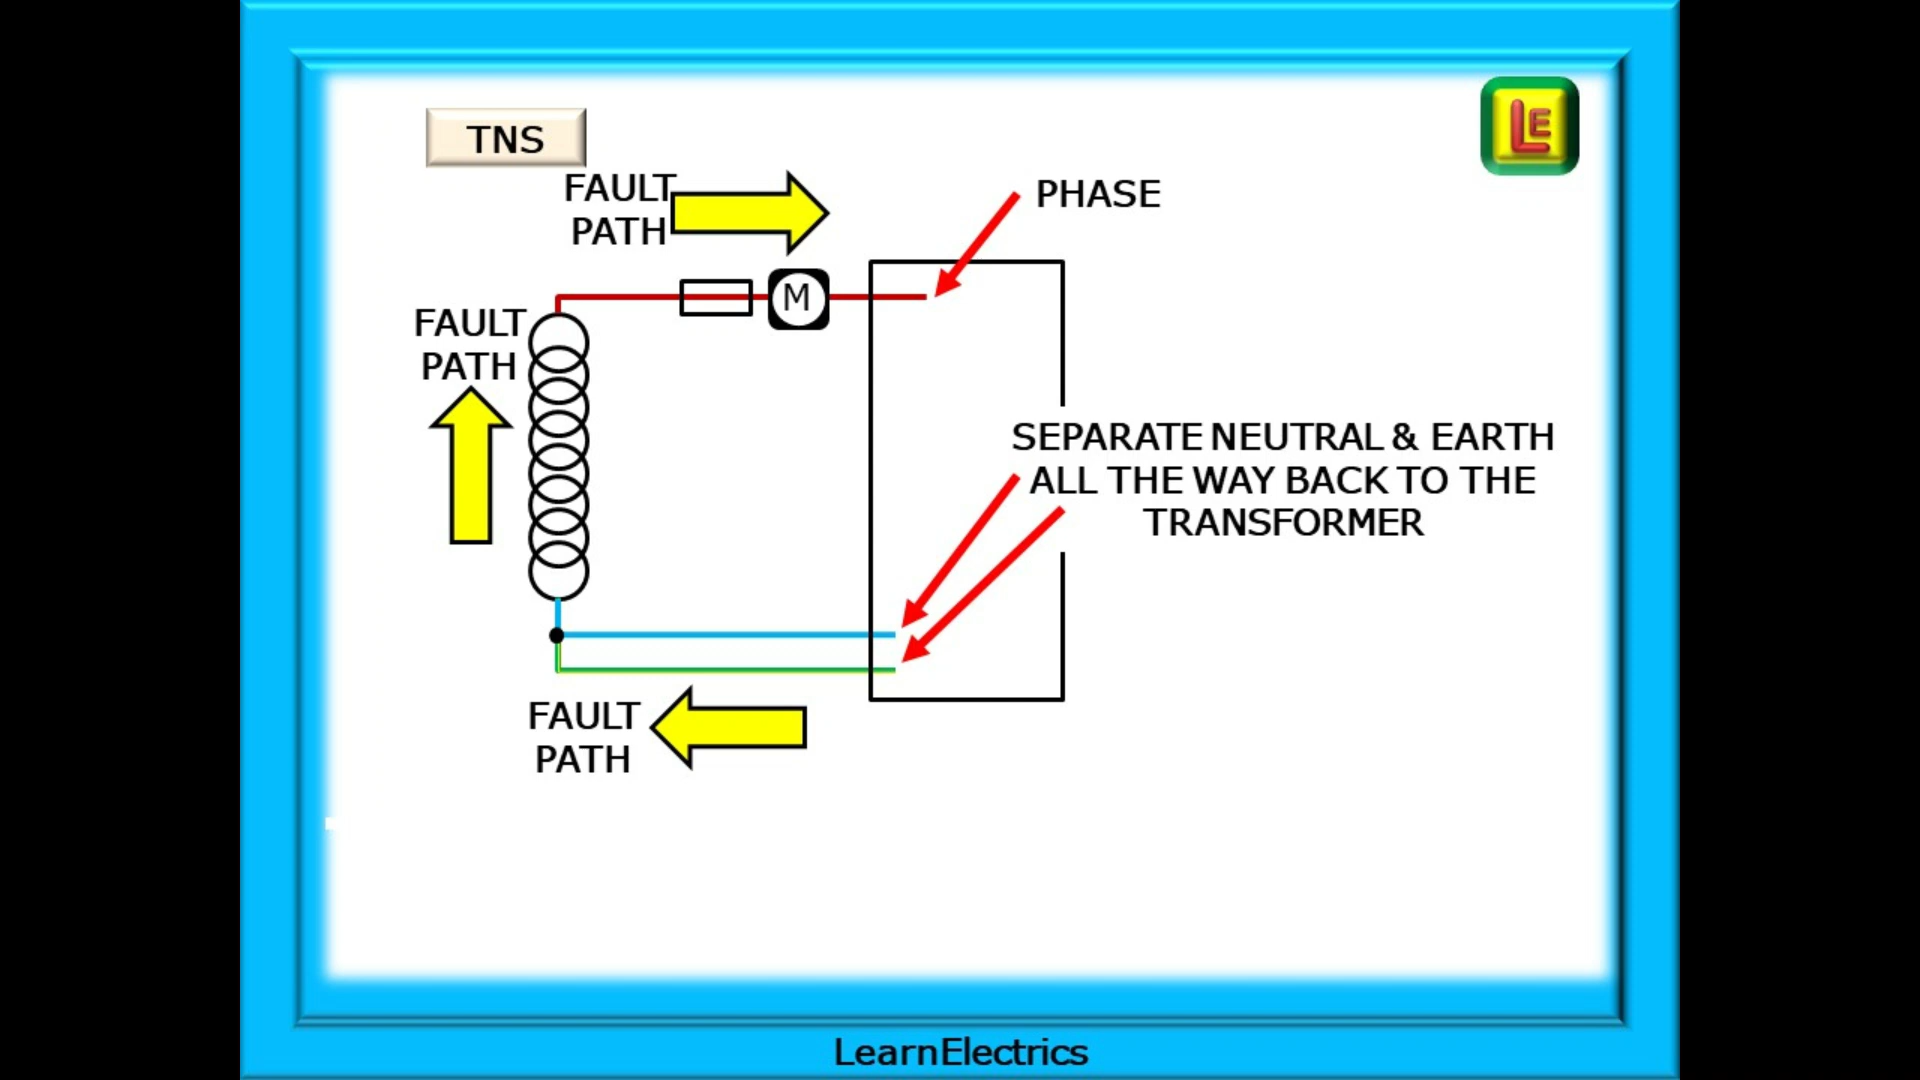 TNS
FAULT
PATH
PHASE
M
FAULT
PATH
SEPARATE NEUTRAL & EARTH
ALL THE WAY BACK TO THE
TRANSFORMER
FAULT
PATH
LE
LearnElectrics